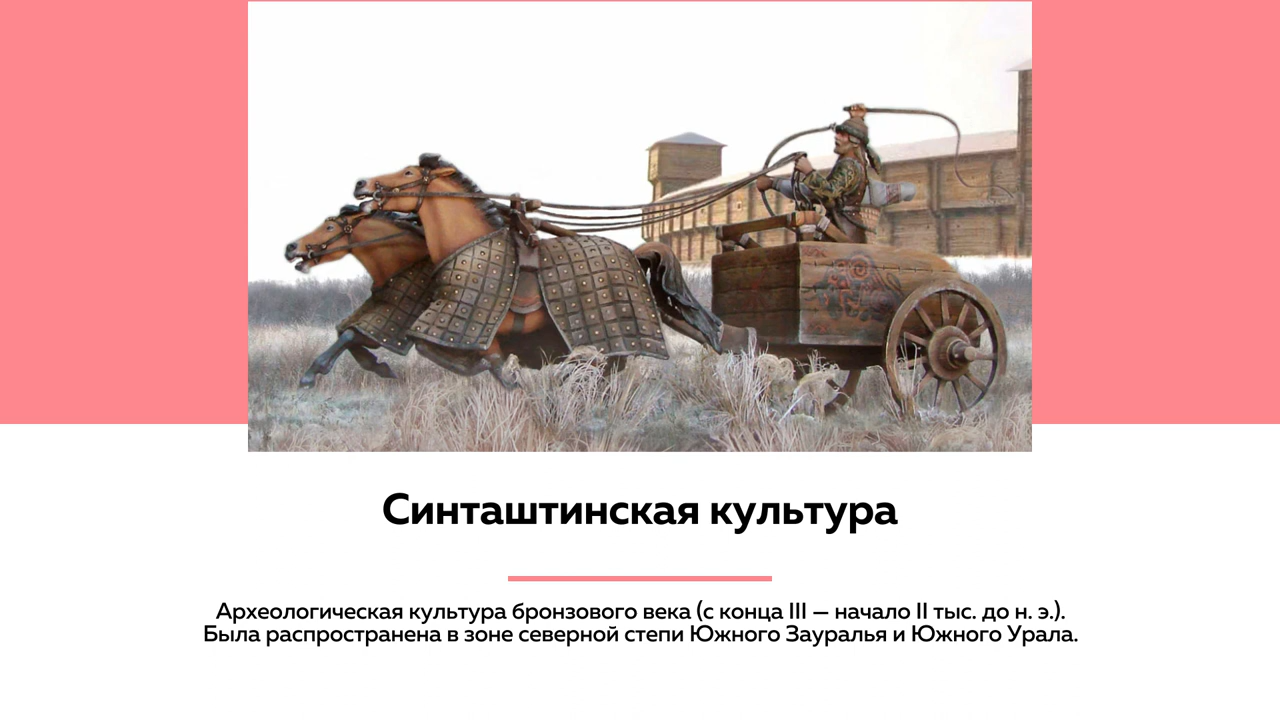 Синташтинская культура
Археологическая культура бронзового века (с конца III — начало II тыс. до н. э.).
Была распространена в зоне северной степи Южного Зауралья и Южного Урала.